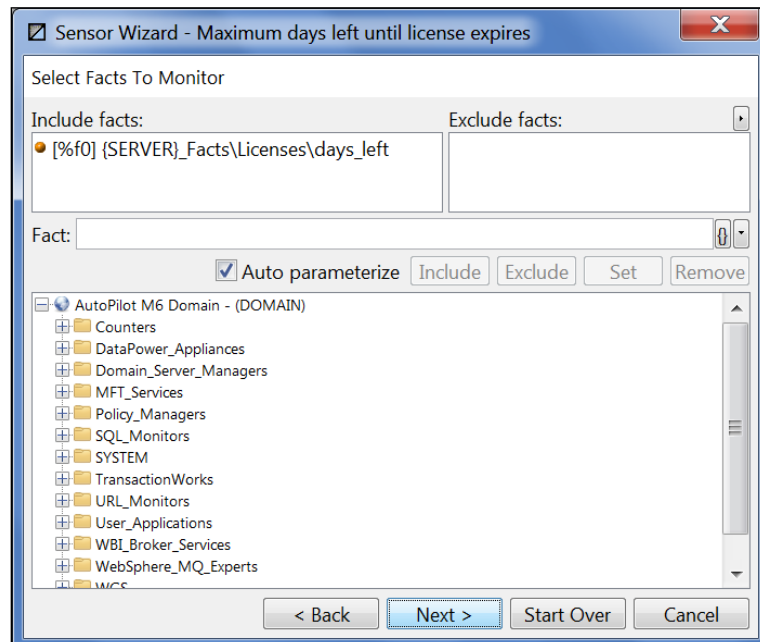 Sensor Wizard - Maximum days left until license expires
X
Select Facts To Monitor
Include facts:
Exclude facts:
[%f0] {SERVER}_Facts\Licenses\days_left
Fact:
{}
Auto parameterize Include Exclude Set Remove
AutoPilot M6 Domain - (DOMAIN)
Counters
DataPower_Appliances
Domain_Server_Managers
MFT_Services
Policy_Managers
SQL_Monitors
SYSTEM
TransactionWorks
URL_Monitors
User_Applications
WBI_Broker_Services
WebSphere_MQ_Experts
WGS
< Back Next > Start Over Cancel